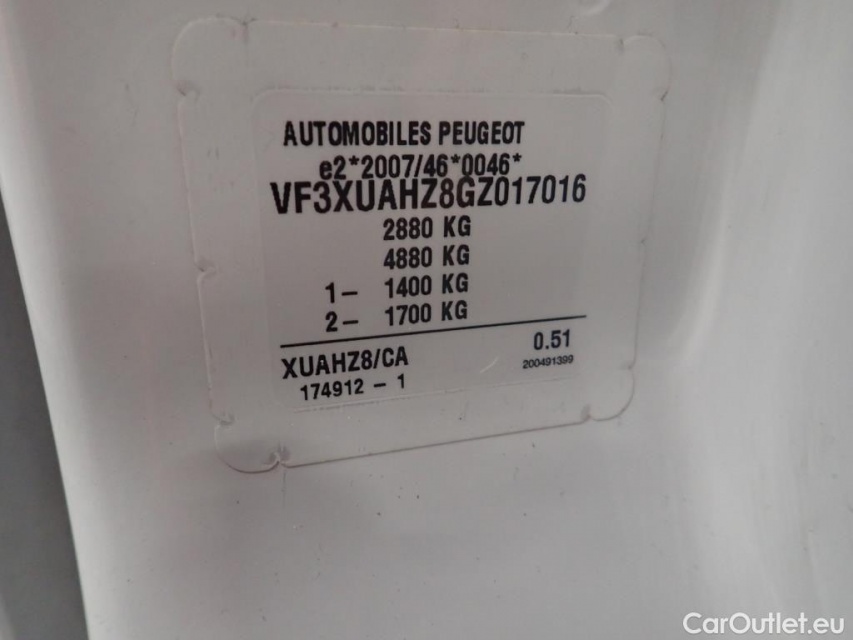 AUTOMOBILES PEUGEOT
e2*2007/46*0046*
VF3XUAHZ8GZ017016
2880 KG
4880 KG
1- 1400 KG
2- 1700 KG
XUAHZ8/CA 0.51
174912 - 1 200491399
CarOutlet.eu